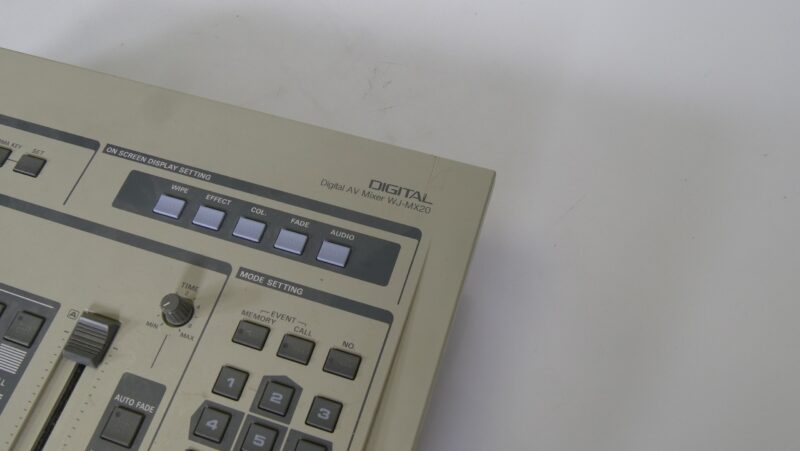 DIGITAL
Digital AV Mixer WJ-MX20
ON SCREEN DISPLAY SETTING
WIPE EFFECT COL. FADE AUDIO
KEY SET
MODE SETTING
EVENT
MEMORY CALL NO.
TIME
MIN MAX
A
AUTO FADE
1 2 3
4 5